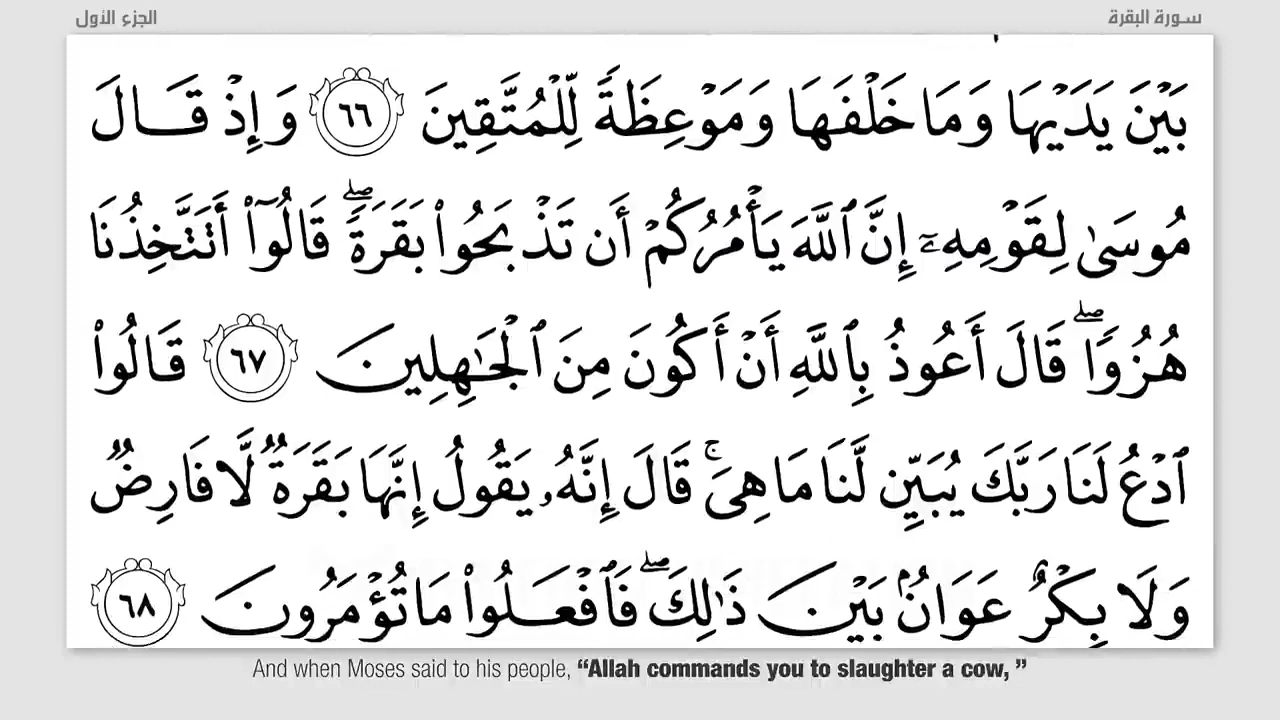 سورة البقرة
الجزء الأول
بَيْنَ يَدَيْهَا وَمَا خَلْفَهَا وَمَوْعِظَةً لِّلْمُتَّقِينَ ٦٦ وَإِذْ قَالَ
مُوسَىٰ لِقَوْمِهِۦٓ إِنَّ ٱللَّهَ يَأْمُرُكُمْ أَن تَذْبَحُوا۟ بَقَرَةً ۖ قَالُوٓا۟ أَتَتَّخِذُنَا
هُزُوًا ۖ قَالَ أَعُوذُ بِٱللَّهِ أَنْ أَكُونَ مِنَ ٱلْجَـٰهِلِينَ ٦٧ قَالُوا۟
ٱدْعُ لَنَا رَبَّكَ يُبَيِّن لَّنَا مَا هِىَ ۚ قَالَ إِنَّهُۥ يَقُولُ إِنَّهَا بَقَرَةٌ لَّا فَارِضٌ
وَلَا بِكْرٌ عَوَانٌۢ بَيْنَ ذَٰلِكَ ۖ فَٱفْعَلُوا۟ مَا تُؤْمَرُونَ ٦٨
And when Moses said to his people, “Allah commands you to slaughter a cow, ”